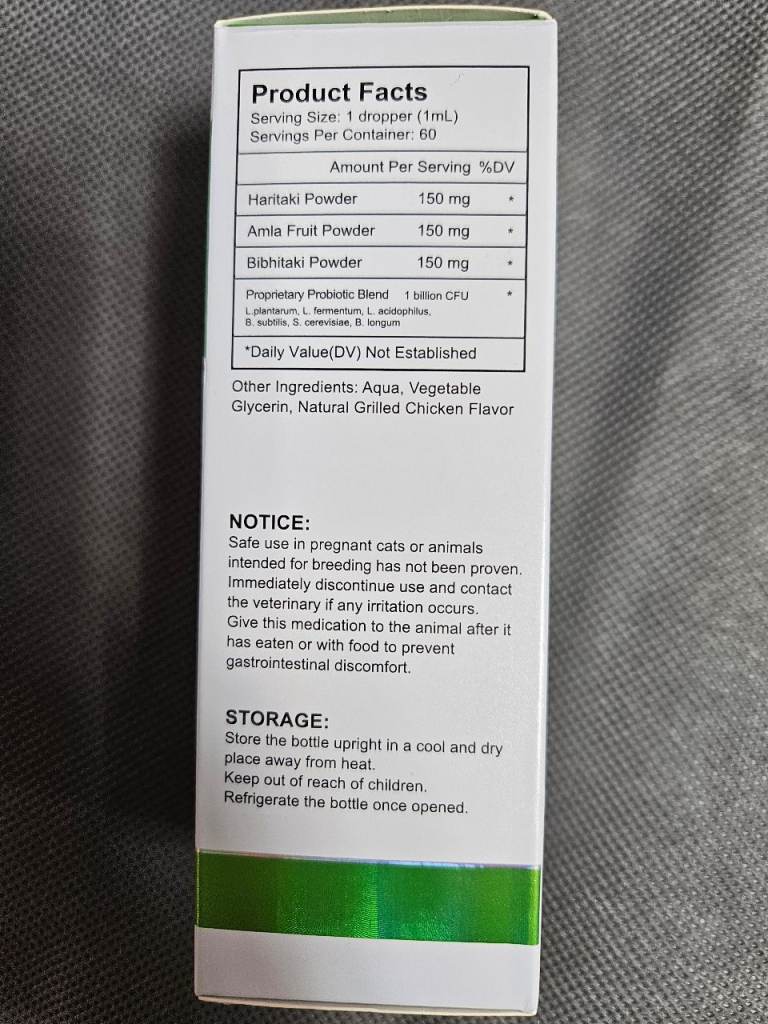 Product Facts
Serving Size: 1 dropper (1mL)
Servings Per Container: 60
Amount Per Serving %DV
Haritaki Powder 150 mg *
Amla Fruit Powder 150 mg *
Bibhitaki Powder 150 mg *
Proprietary Probiotic Blend 1 billion CFU *
L.plantarum, L. fermentum, L. acidophilus,
B. subtilis, S. cerevisiae, B. longum
*Daily Value(DV) Not Established
Other Ingredients: Aqua, Vegetable
Glycerin, Natural Grilled Chicken Flavor
NOTICE:
Safe use in pregnant cats or animals
intended for breeding has not been proven.
Immediately discontinue use and contact
the veterinary if any irritation occurs.
Give this medication to the animal after it
has eaten or with food to prevent
gastrointestinal discomfort.
STORAGE:
Store the bottle upright in a cool and dry
place away from heat.
Keep out of reach of children.
Refrigerate the bottle once opened.